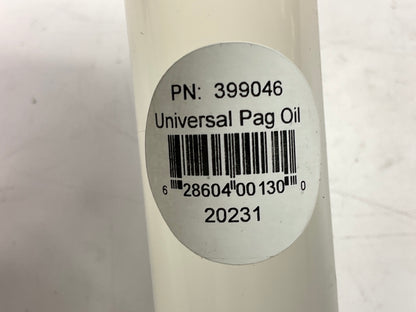 PN: 399046
Universal Pag Oil
6 28604 00130 0
20231